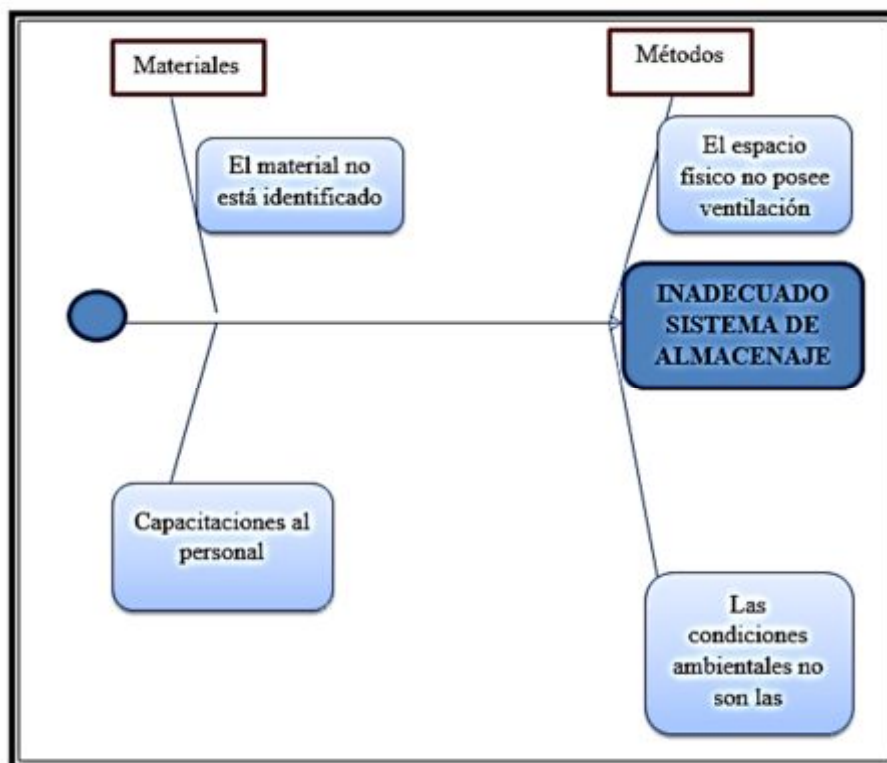 Materiales
Métodos
El material no
está identificado
El espacio
físico no posee
ventilación
INADECUADO
SISTEMA DE
ALMACENAJE
Capacitaciones al
personal
Las
condiciones
ambientales no
son las